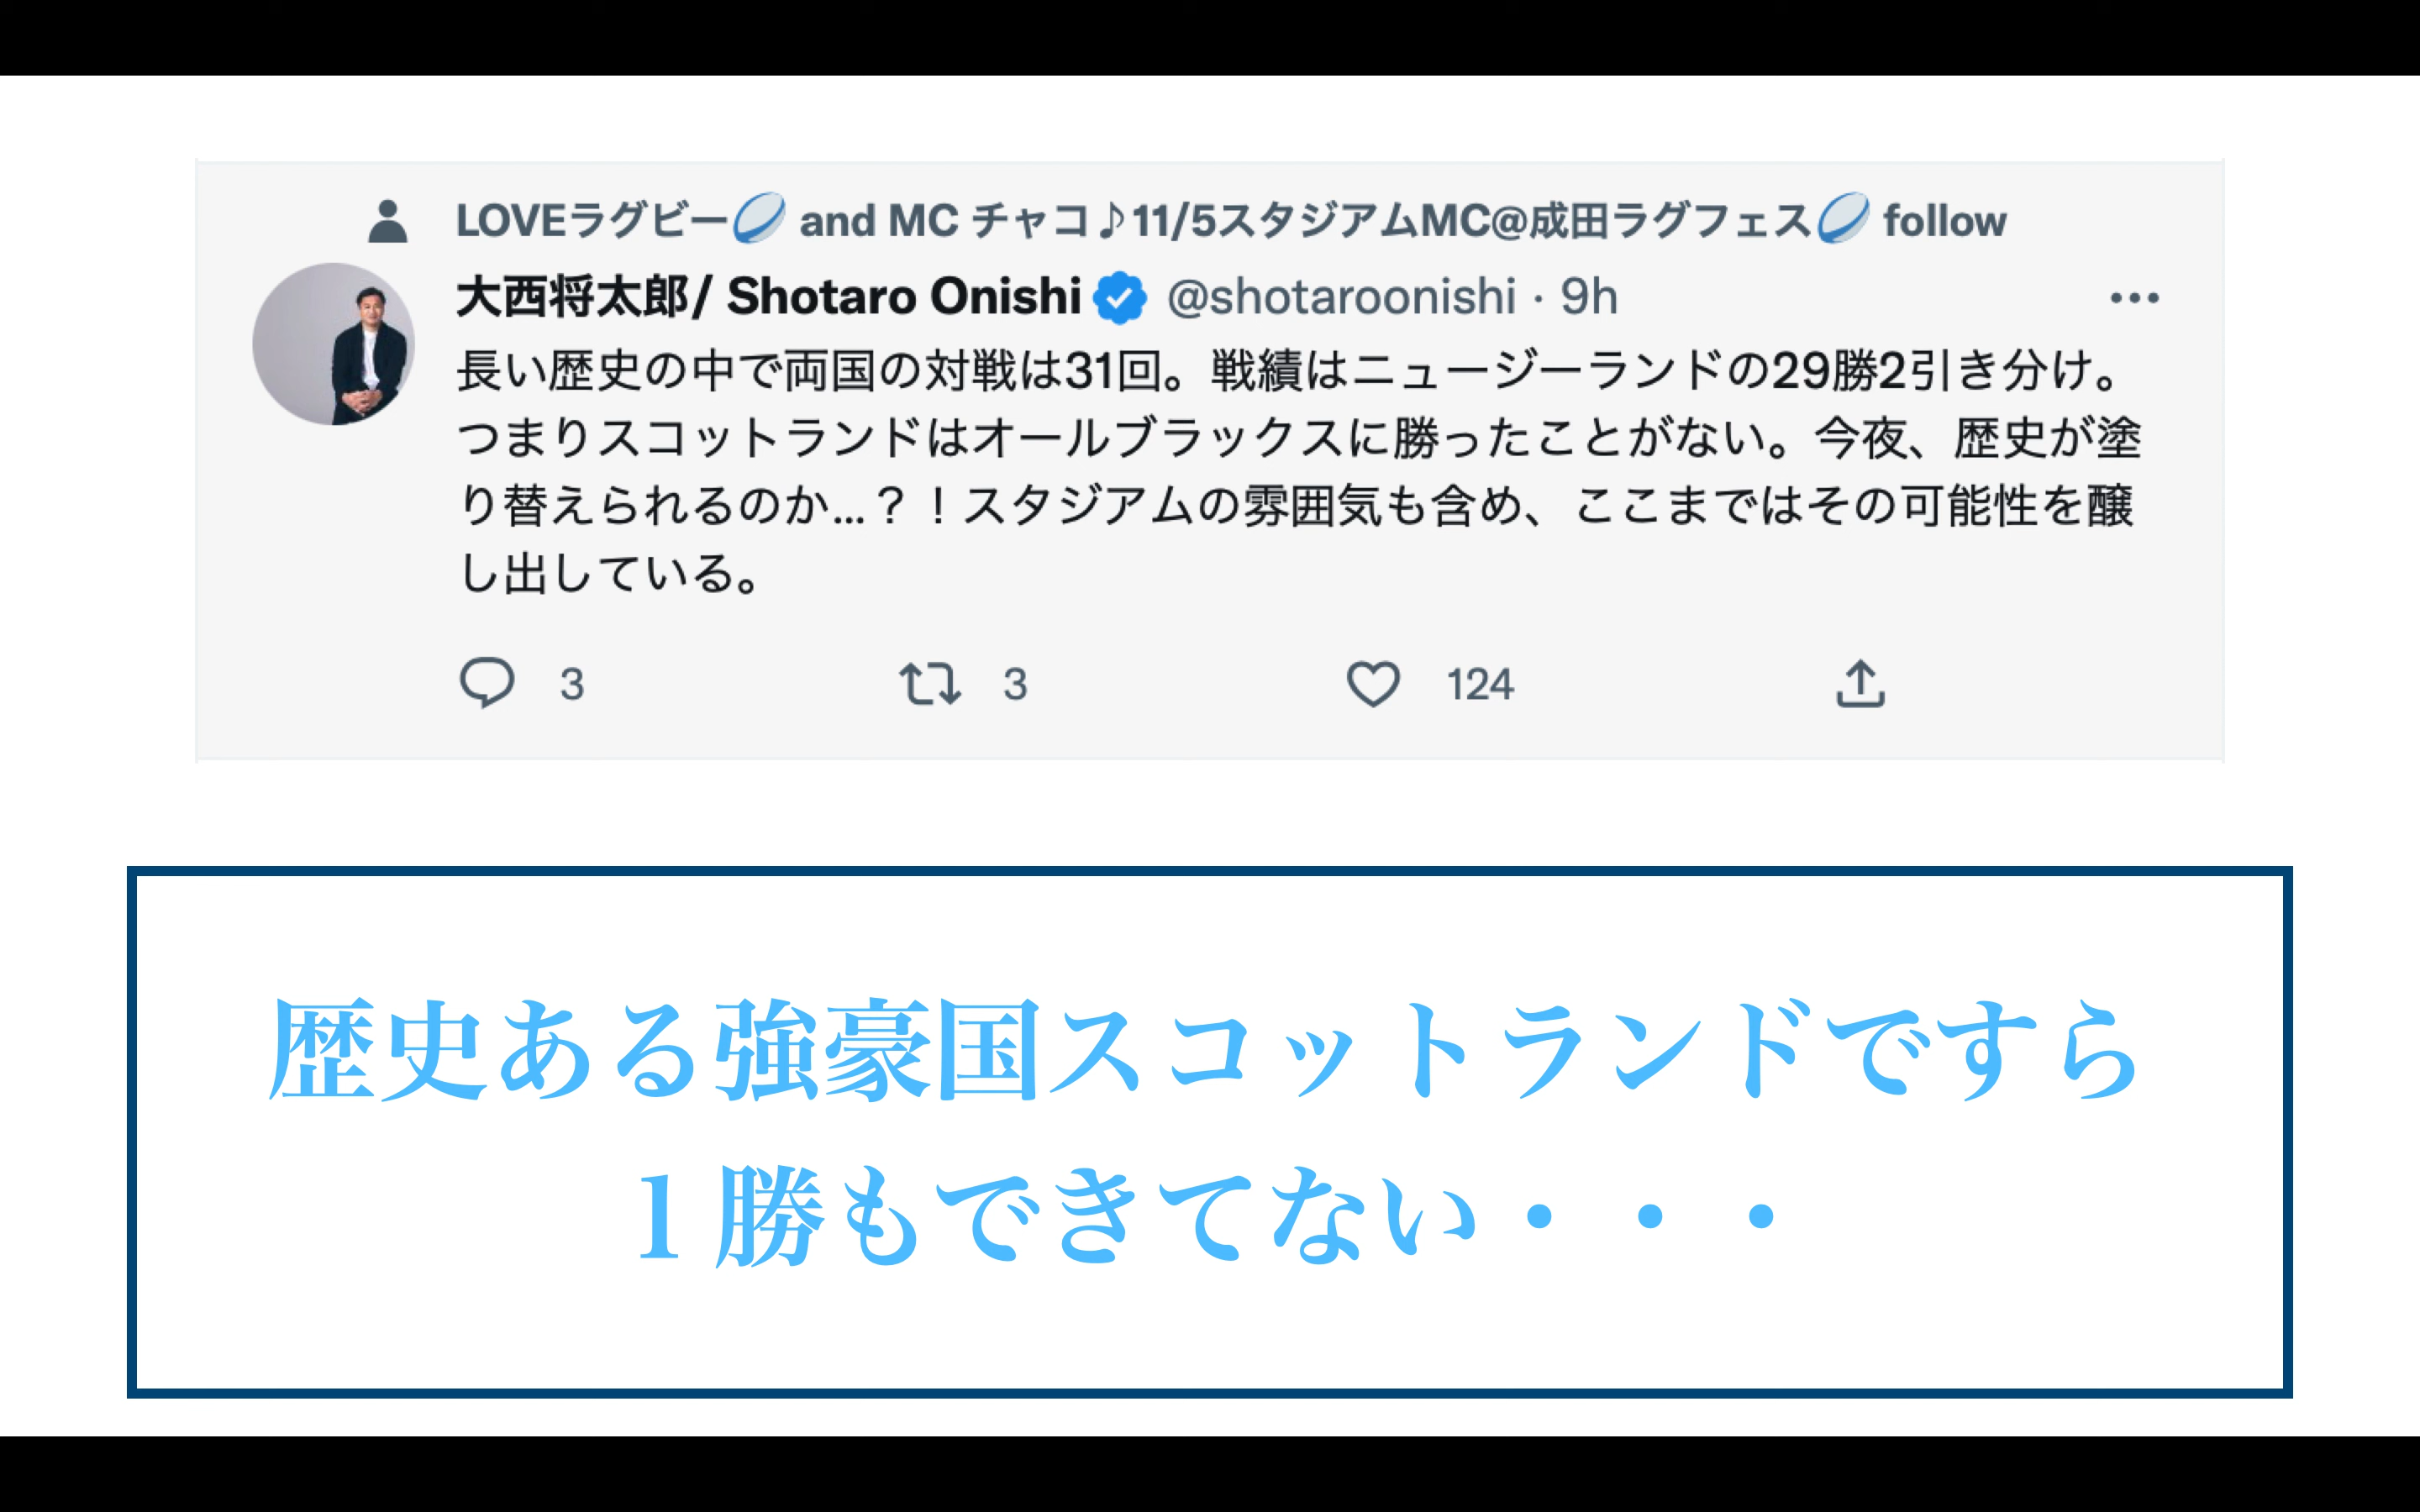 LOVEラグビー🏉 and MC チャコ♪11/5スタジアムMC@成田ラグフェス🏉 follow
大西将太郎/ Shotaro Onishi @shotaroonishi · 9h
長い歴史の中で両国の対戦は31回。戦績はニュージーランドの29勝2引き分け。
つまりスコットランドはオールブラックスに勝ったことがない。今夜、歴史が塗
り替えられるのか...？！スタジアムの雰囲気も含め、ここまではその可能性を醸
し出している。
3 3 124
歴史ある強豪国スコットランドですら
1勝もできてない・・・